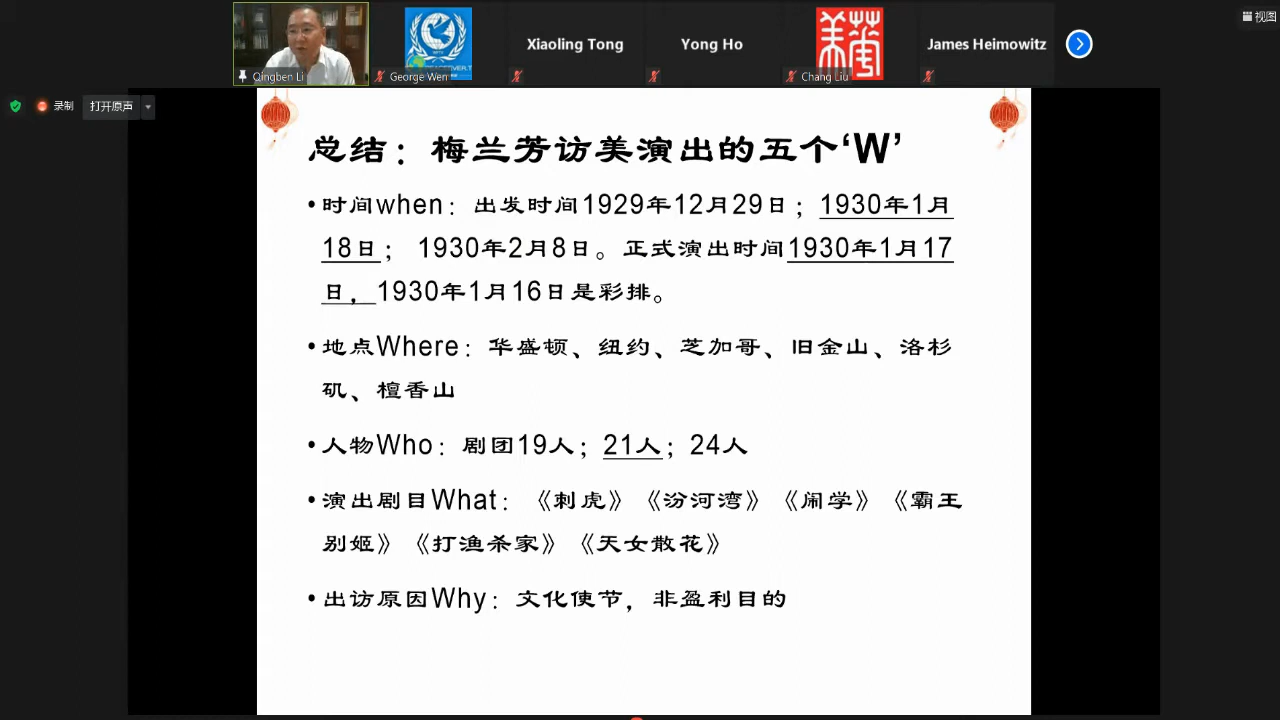 视图
Xiaoling Tong
Yong Ho
James Heimowitz
Qingben Li
George Wen
Chang Liu
录制
打开原声
总结：梅兰芳访美演出的五个‘W’
•时间when：出发时间1929年12月29日；1930年1月
18日； 1930年2月8日。正式演出时间1930年1月17
日，1930年1月16日是彩排。
•地点Where：华盛顿、纽约、芝加哥、旧金山、洛杉
矶、檀香山
•人物Who：剧团19人；21人；24人
•演出剧目What：《刺虎》《汾河湾》《闹学》《霸王
别姬》《打渔杀家》《天女散花》
•出访原因Why：文化使节，非盈利目的